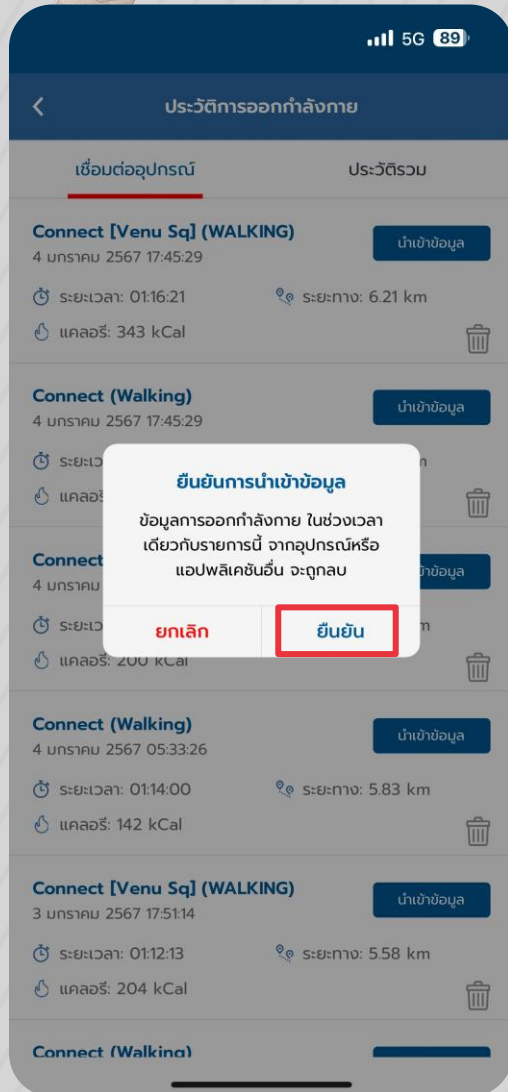 5G 89
ประวัติการออกกำลังกาย
เชื่อมต่ออุปกรณ์ ประวัติรวม
Connect [Venu Sq] (WALKING)
นำเข้าข้อมูล
4 มกราคม 2567 17:45:29
ระยะเวลา: 01:16:21 ระยะทาง: 6.21 km
แคลอรี: 343 kCal
Connect (Walking)
นำเข้าข้อมูล
4 มกราคม 2567 17:45:29
ยืนยันการนำเข้าข้อมูล
ข้อมูลการออกกำลังกาย ในช่วงเวลา
เดียวกับรายการนี้ จากอุปกรณ์หรือ
แอปพลิเคชันอื่น จะถูกลบ
ยกเลิก ยืนยัน
Connect
แคลอรี: 200 kCal
Connect (Walking)
นำเข้าข้อมูล
4 มกราคม 2567 05:33:26
ระยะเวลา: 01:14:00 ระยะทาง: 5.83 km
แคลอรี: 142 kCal
Connect [Venu Sq] (WALKING)
นำเข้าข้อมูล
3 มกราคม 2567 17:51:14
ระยะเวลา: 01:12:13 ระยะทาง: 5.58 km
แคลอรี: 204 kCal
Connect (Walking)